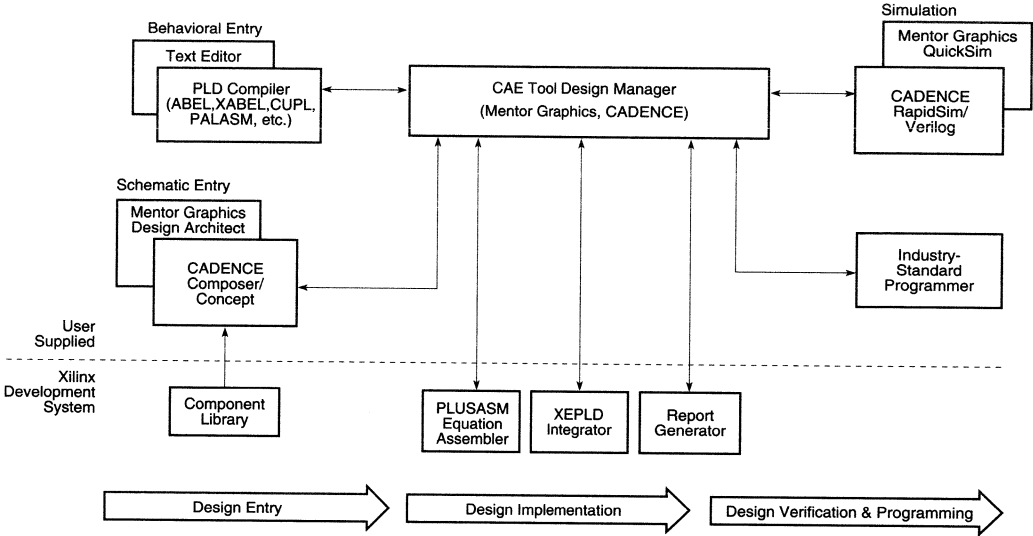 Behavioral Entry
Text Editor
PLD Compiler
(ABEL,XABEL,CUPL,
PALASM, etc.)
CAE Tool Design Manager
(Mentor Graphics, CADENCE)
Simulation
Mentor Graphics
QuickSim
CADENCE
RapidSim/
Verilog
Schematic Entry
Mentor Graphics
Design Architect
CADENCE
Composer/
Concept
Industry-
Standard
Programmer
User
Supplied
Xilinx
Development
System
Component
Library
PLUSASM
Equation
Assembler
XEPLD
Integrator
Report
Generator
Design Entry
Design Implementation
Design Verification & Programming